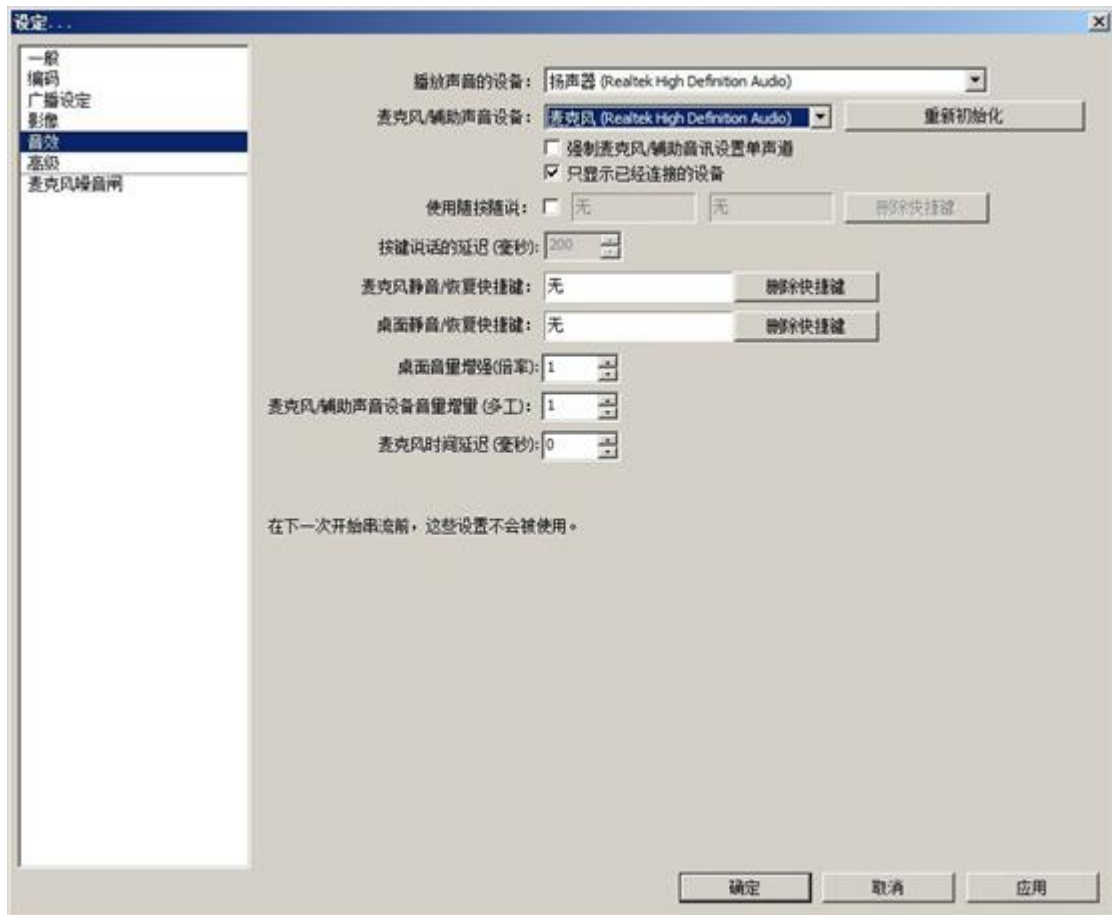 设定...
一般
编码
广播设定
影像
音效
高级
麦克风噪音闸
播放声音的设备: 扬声器 (Realtek High Definition Audio)
麦克风/辅助声音设备: 麦克风 (Realtek High Definition Audio) 重新初始化
强制麦克风/辅助音讯设置单声道
只显示已经连接的设备
使用随按随说: 无 无 删除快捷键
按键说话的延迟(毫秒): 200
麦克风静音/恢复快捷键: 无 删除快捷键
桌面静音/恢复快捷键: 无 删除快捷键
桌面音量增强(倍率): 1
麦克风/辅助声音设备音量增量(多工): 1
麦克风时间延迟(毫秒): 0
在下一次开始串流前，这些设置不会被使用。
确定 取消 应用